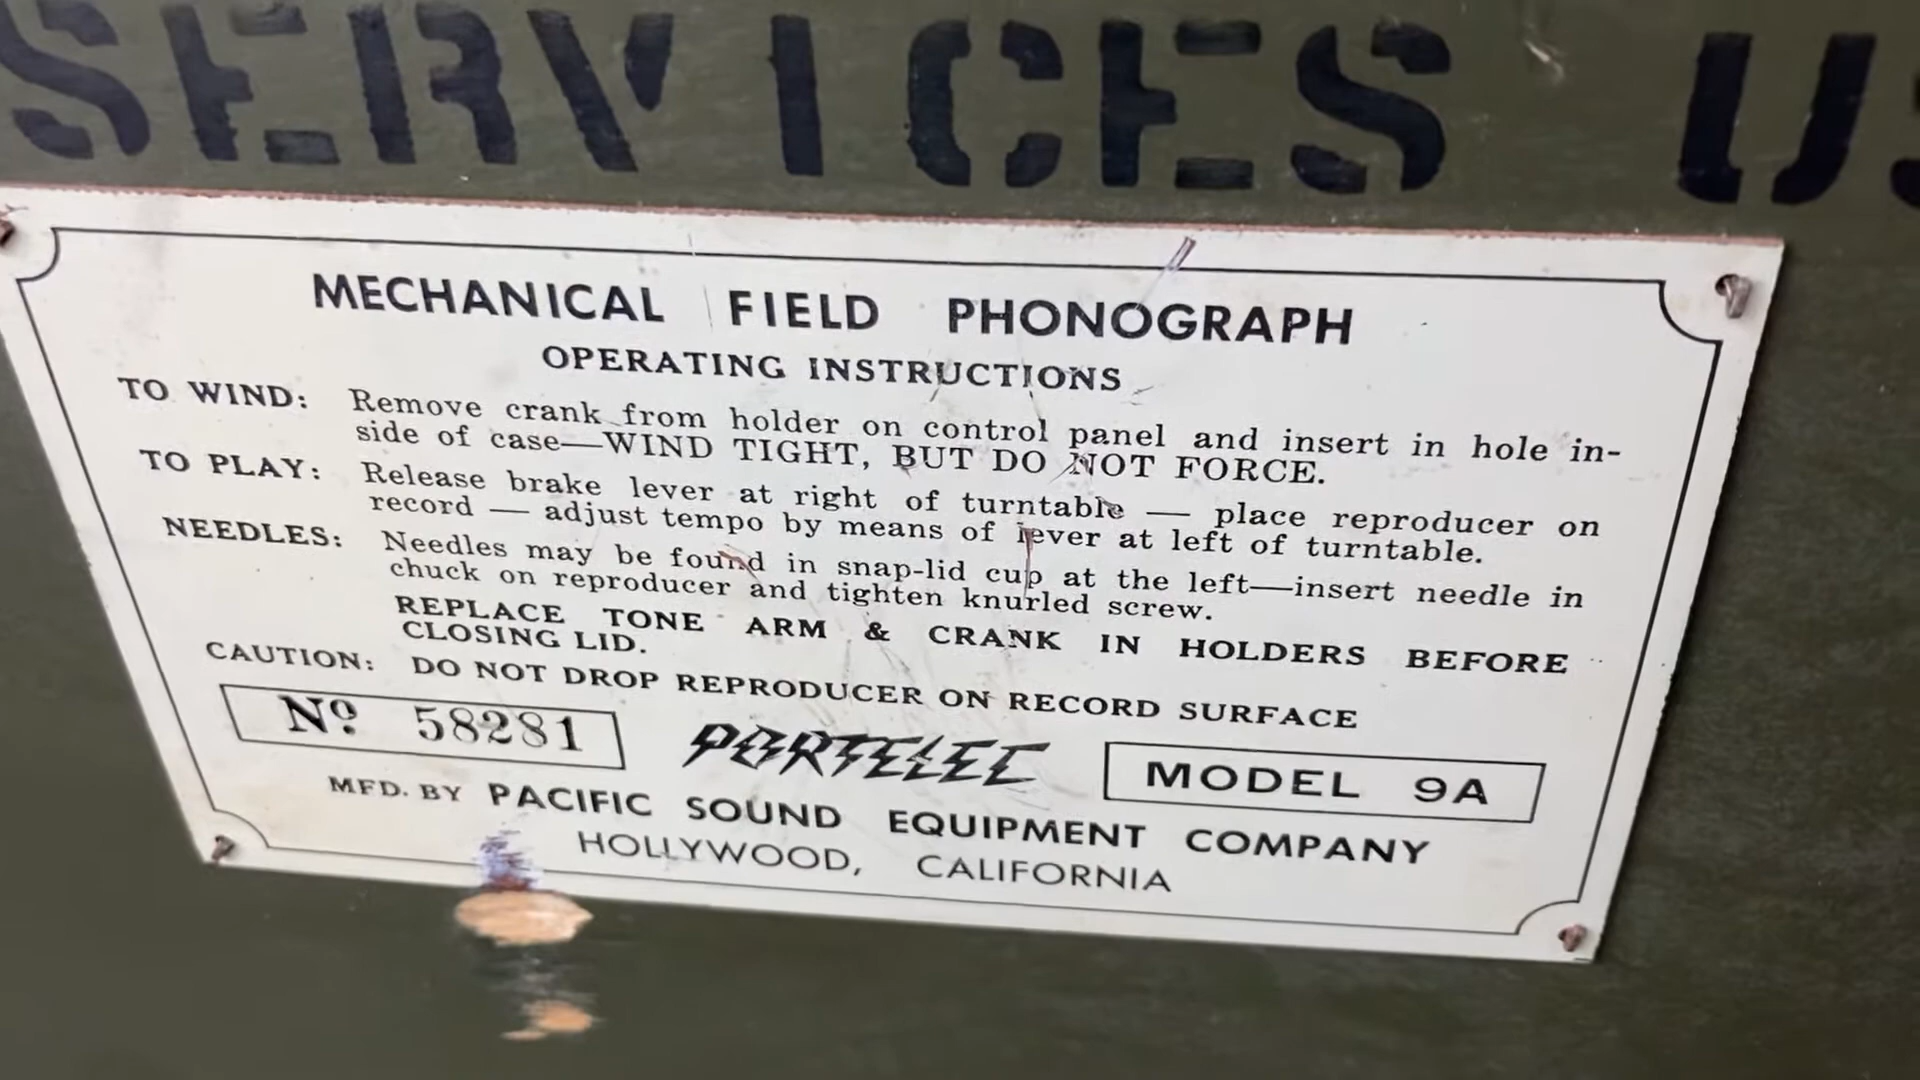 SERVICES US
MECHANICAL FIELD PHONOGRAPH
OPERATING INSTRUCTIONS
TO WIND: Remove crank from holder on control panel and insert in hole in-
side of case—WIND TIGHT, BUT DO NOT FORCE.
TO PLAY: Release brake lever at right of turntable — place reproducer on
record — adjust tempo by means of lever at left of turntable.
NEEDLES: Needles may be found in snap-lid cup at the left—insert needle in
chuck on reproducer and tighten knurled screw.
REPLACE TONE ARM & CRANK IN HOLDERS BEFORE
CLOSING LID.
CAUTION: DO NOT DROP REPRODUCER ON RECORD SURFACE
Nº 58281 PORTELEC MODEL 9A
MFD. BY PACIFIC SOUND EQUIPMENT COMPANY
HOLLYWOOD, CALIFORNIA